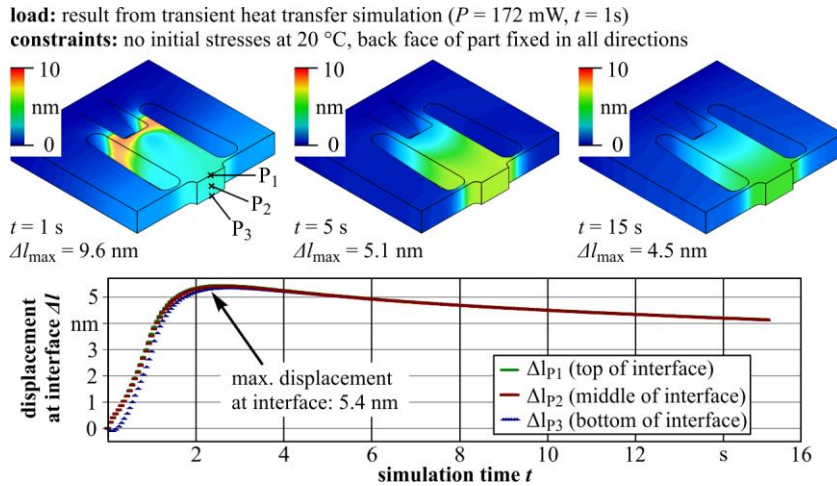 load: result from transient heat transfer simulation (P = 172 mW, t = 1s)
constraints: no initial stresses at 20 °C, back face of part fixed in all directions
10
nm
0
P1
P2
P3
t = 1 s
Δlmax = 9.6 nm
10
nm
0
t = 5 s
Δlmax = 5.1 nm
10
nm
0
t = 15 s
Δlmax = 4.5 nm
displacement
at interface Δl
5
nm
3
2
1
0
max. displacement
at interface: 5.4 nm
ΔlP1 (top of interface)
ΔlP2 (middle of interface)
ΔlP3 (bottom of interface)
2 4 6 8 10 12 s 16
simulation time t